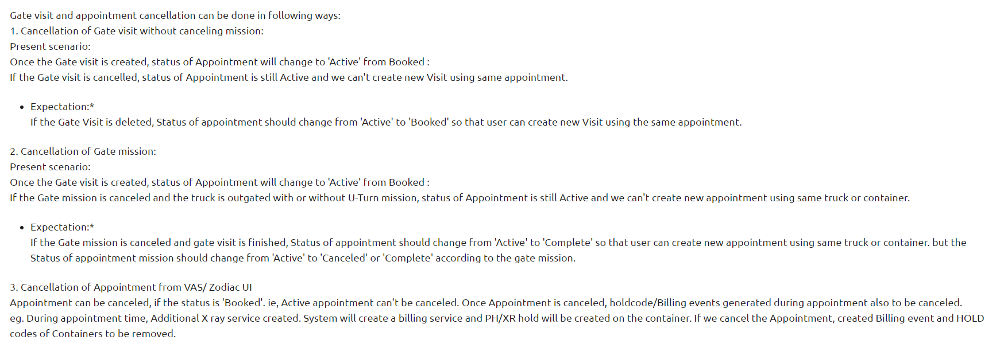 Gate visit and appointment cancellation can be done in following ways:
1. Cancellation of Gate visit without canceling mission:
Present scenario:
Once the Gate visit is created, status of Appointment will change to 'Active' from Booked :
If the Gate visit is cancelled, status of Appointment is still Active and we can't create new Visit using same appointment.
• Expectation:*
If the Gate Visit is deleted, Status of appointment should change from 'Active' to 'Booked' so that user can create new Visit using the same appointment.
2. Cancellation of Gate mission:
Present scenario:
Once the Gate visit is created, status of Appointment will change to 'Active' from Booked :
If the Gate mission is canceled and the truck is outgated with or without U-Turn mission, status of Appointment is still Active and we can't create new appointment using same truck or container.
• Expectation:*
If the Gate mission is canceled and gate visit is finished, Status of appointment should change from 'Active' to 'Complete' so that user can create new appointment using same truck or container. but the
Status of appointment mission should change from 'Active' to 'Canceled' or 'Complete' according to the gate mission.
3. Cancellation of Appointment from VAS/ Zodiac UI
Appointment can be canceled, if the status is 'Booked'. ie, Active appointment can't be canceled. Once Appointment is canceled, holdcode/Billing events generated during appointment also to be canceled.
eg. During appointment time, Additional X ray service created. System will create a billing service and PH/XR hold will be created on the container. If we cancel the Appointment, created Billing event and HOLD
codes of Containers to be removed.